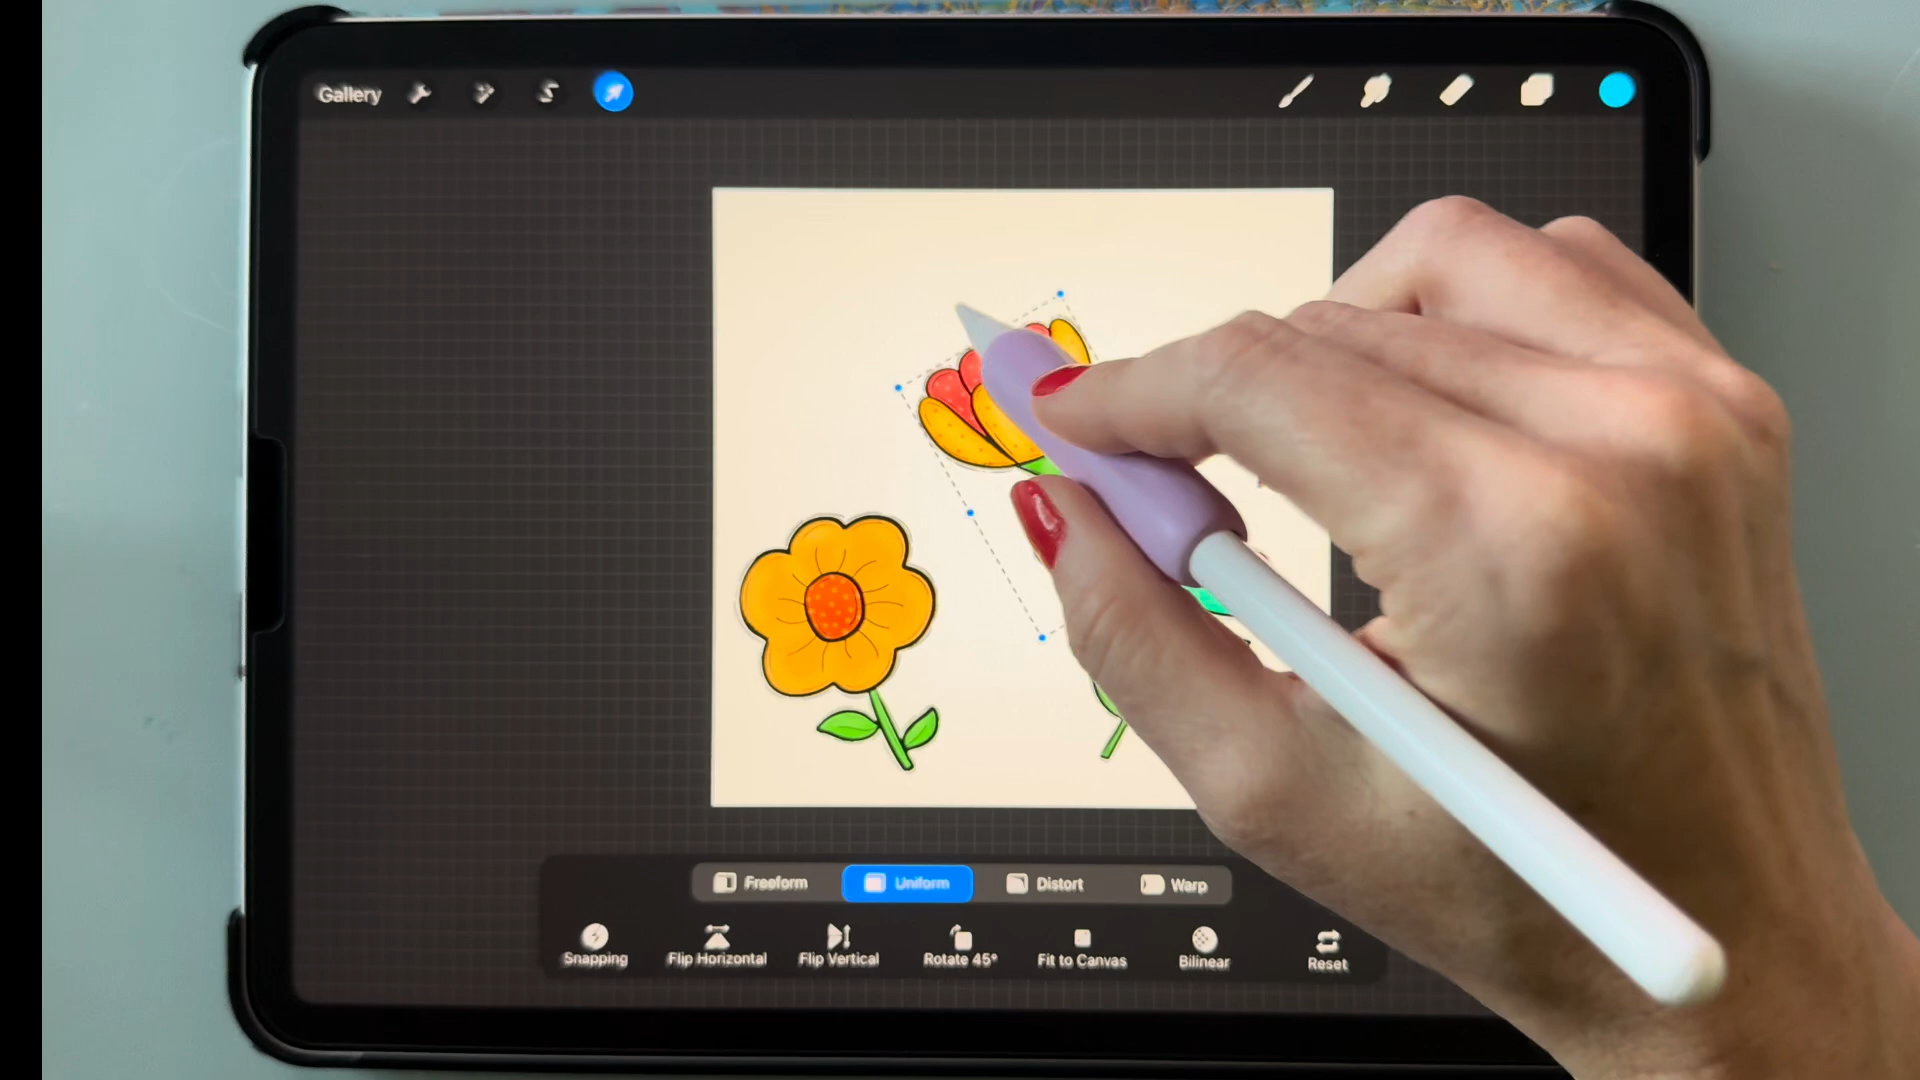 Gallery
Freeform Uniform Distort Warp
Snapping Flip Horizontal Flip Vertical Rotate 45° Fit to Canvas Bilinear Reset